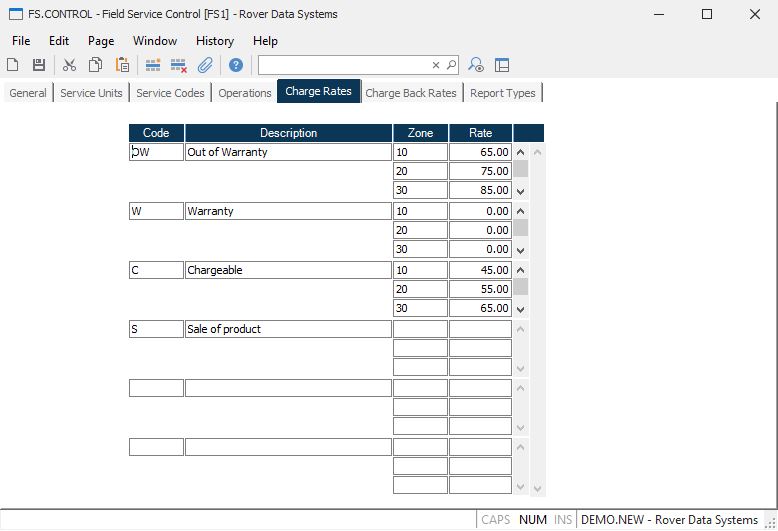 FS.CONTROL - Field Service Control [FS1] - Rover Data Systems
File Edit Page Window History Help
General Service Units Service Codes Operations Charge Rates Charge Back Rates Report Types
Code Description Zone Rate
OW Out of Warranty 10 65.00
20 75.00
30 85.00
W Warranty 10 0.00
20 0.00
30 0.00
C Chargeable 10 45.00
20 55.00
30 65.00
S Sale of product
CAPS NUM INS DEMO.NEW - Rover Data Systems